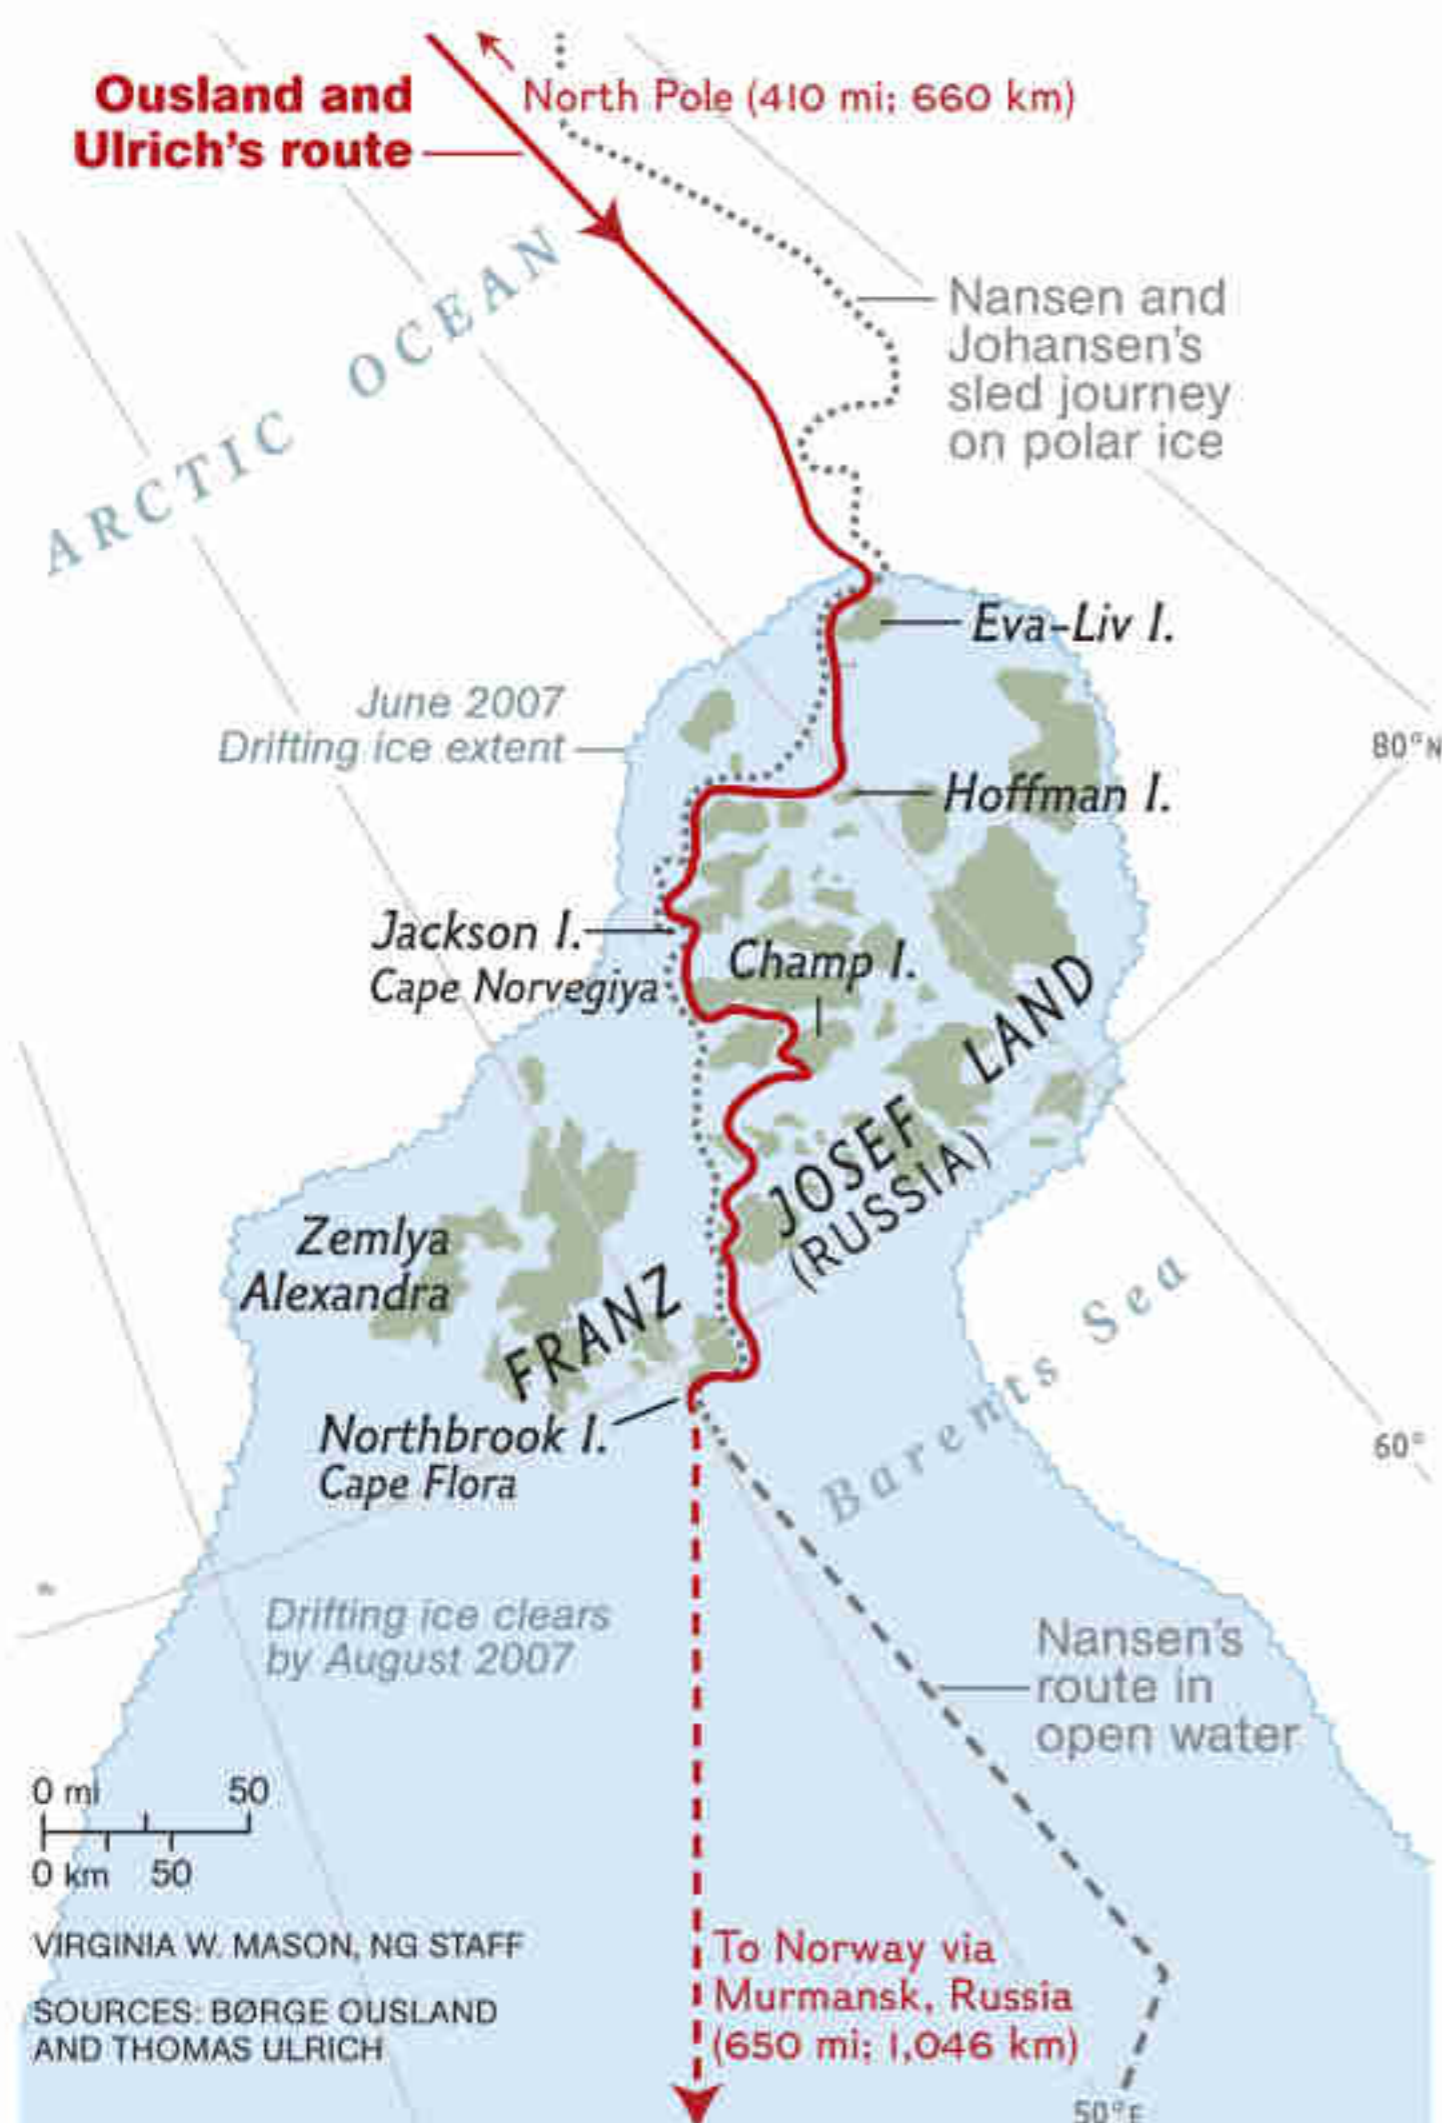 Ousland and
Ulrich's route
North Pole (410 mi; 660 km)
ARCTIC OCEAN
Nansen and
Johansen's
sled journey
on polar ice
Eva-Liv I.
June 2007
Drifting ice extent
80°N
Hoffman I.
Jackson I.
Cape Norvegiya
Champ I.
FRANZ JOSEF LAND
(RUSSIA)
Zemlya
Alexandra
Barents Sea
60°
Northbrook I.
Cape Flora
Drifting ice clears
by August 2007
Nansen's
route in
open water
0 mi 50
0 km 50
VIRGINIA W. MASON, NG STAFF
SOURCES: BØRGE OUSLAND
AND THOMAS ULRICH
To Norway via
Murmansk, Russia
(650 mi; 1,046 km)
50°E